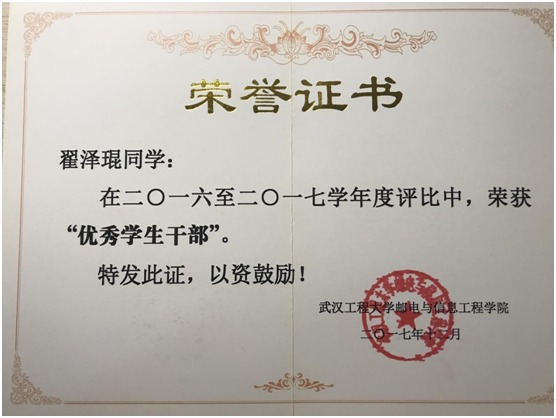 荣誉证书
翟泽琨同学：
在二〇一六至二〇一七学年度评比中，荣获
“优秀学生干部”。
特发此证，以资鼓励！
武汉工程大学邮电与信息工程学院
二〇一七年十二月